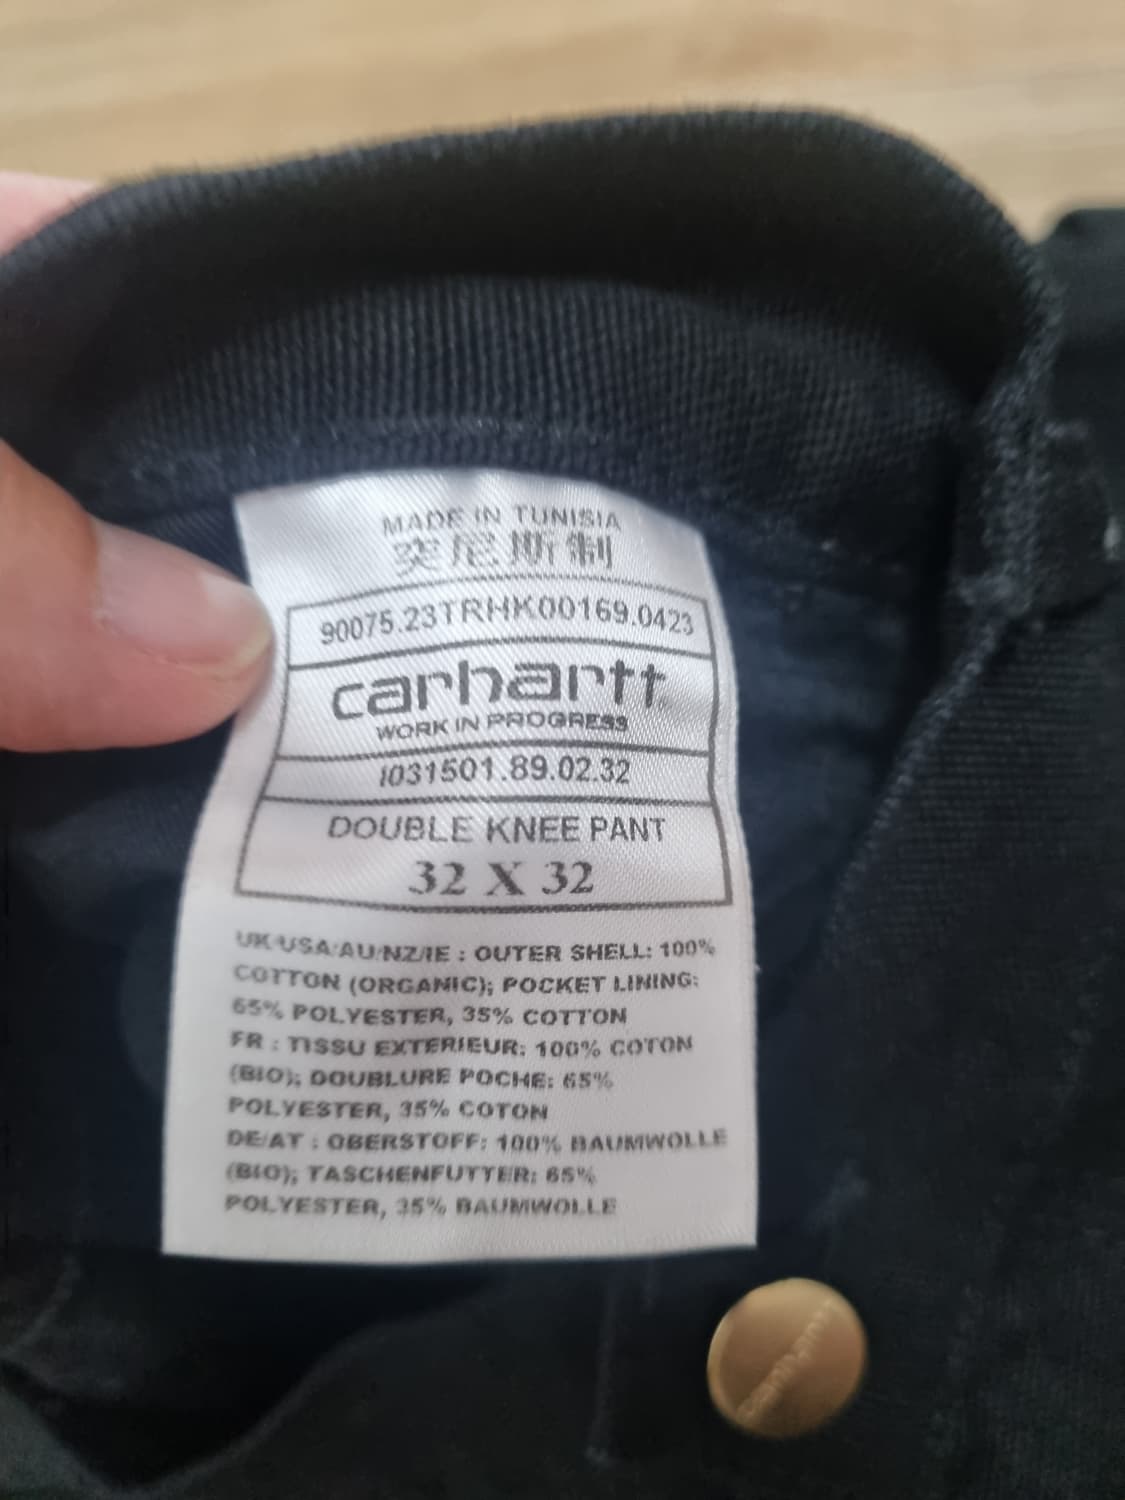 MADE IN TUNISIA
突尼斯制
90075.23TRHK00169.0423
carhartt
WORK IN PROGRESS
I031501.89.02.32
DOUBLE KNEE PANT
32 X 32
UK/USA/AU/NZ/IE : OUTER SHELL: 100%
COTTON (ORGANIC); POCKET LINING:
65% POLYESTER, 35% COTTON
FR : TISSU EXTERIEUR: 100% COTON
(BIO); DOUBLURE POCHE: 65%
POLYESTER, 35% COTON
DE/AT : OBERSTOFF: 100% BAUMWOLLE
(BIO); TASCHENFUTTER: 65%
POLYESTER, 35% BAUMWOLLE
carhartt